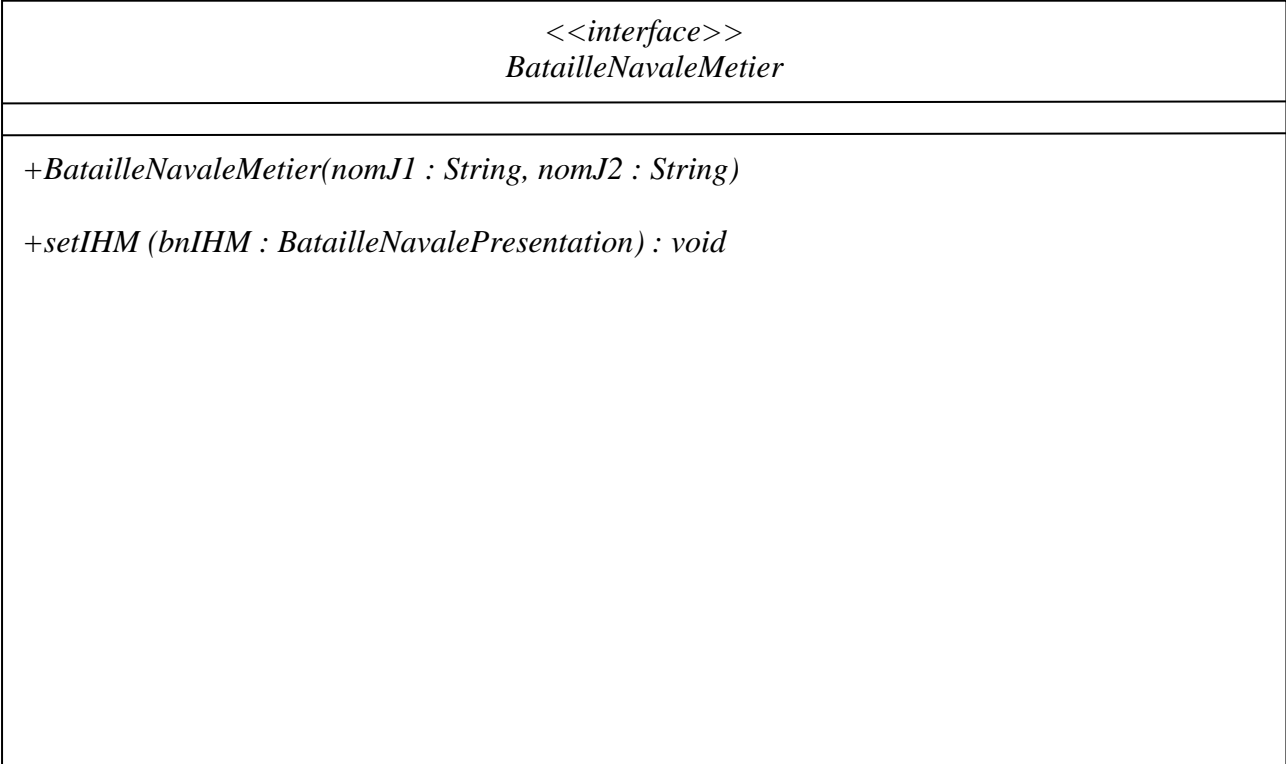 <<interface>>
BatailleNavaleMetier
+BatailleNavaleMetier(nomJ1 : String, nomJ2 : String)
+setIHM (bnIHM : BatailleNavalePresentation) : void